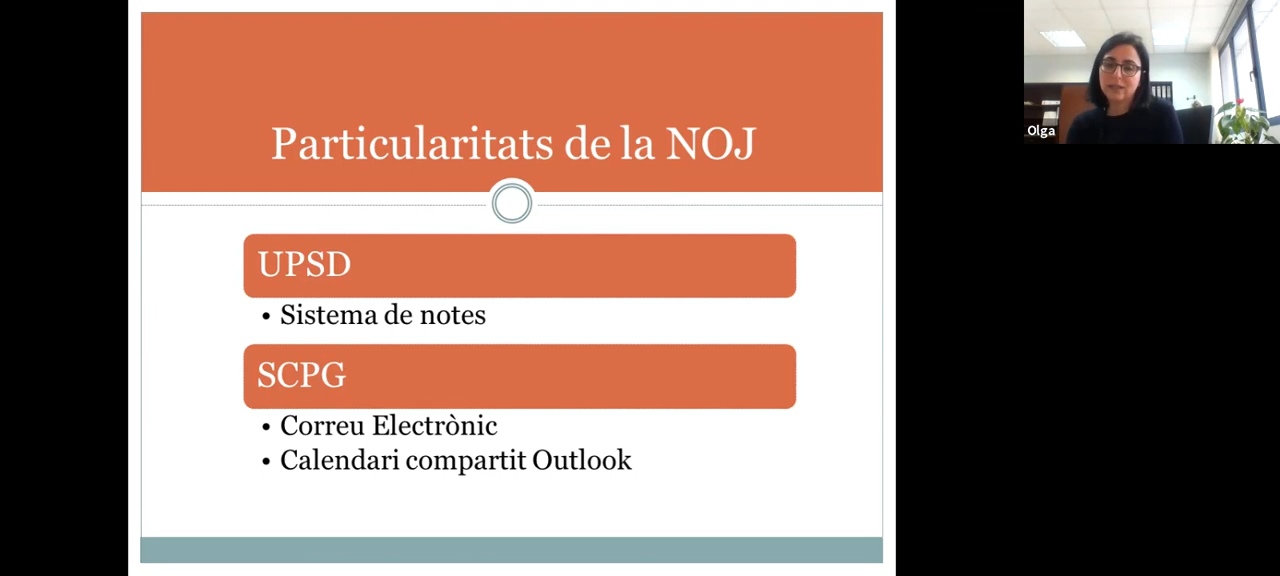 Particularitats de la NOJ
UPSD
• Sistema de notes
SCPG
• Correu Electrònic
• Calendari compartit Outlook
Olga